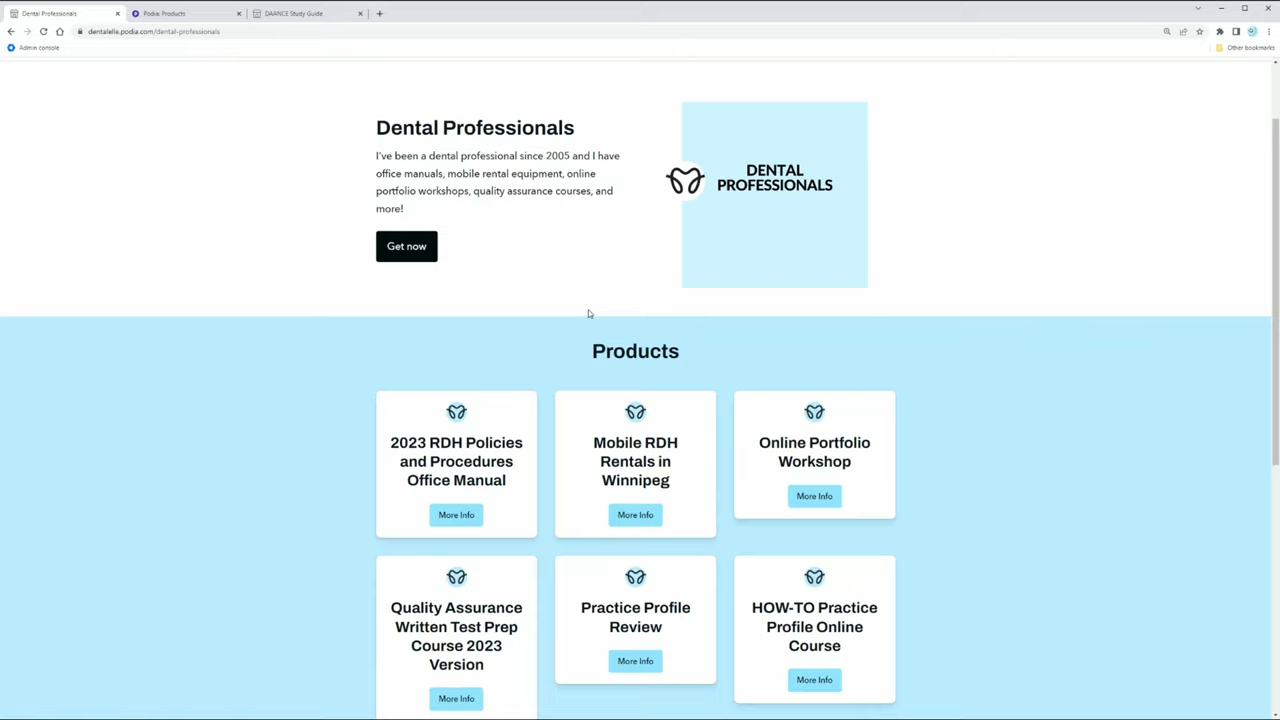 Dental Professionals
Podia: Products
DAANCE Study Guide
dentalelle.podia.com/dental-professionals
Admin console
Other bookmarks
Dental Professionals
I've been a dental professional since 2005 and I have
office manuals, mobile rental equipment, online
portfolio workshops, quality assurance courses, and
more!
Get now
DENTAL
PROFESSIONALS
Products
2023 RDH Policies
and Procedures
Office Manual
More Info
Mobile RDH
Rentals in
Winnipeg
More Info
Online Portfolio
Workshop
More Info
Quality Assurance
Written Test Prep
Course 2023
Version
More Info
Practice Profile
Review
More Info
HOW-TO Practice
Profile Online
Course
More Info